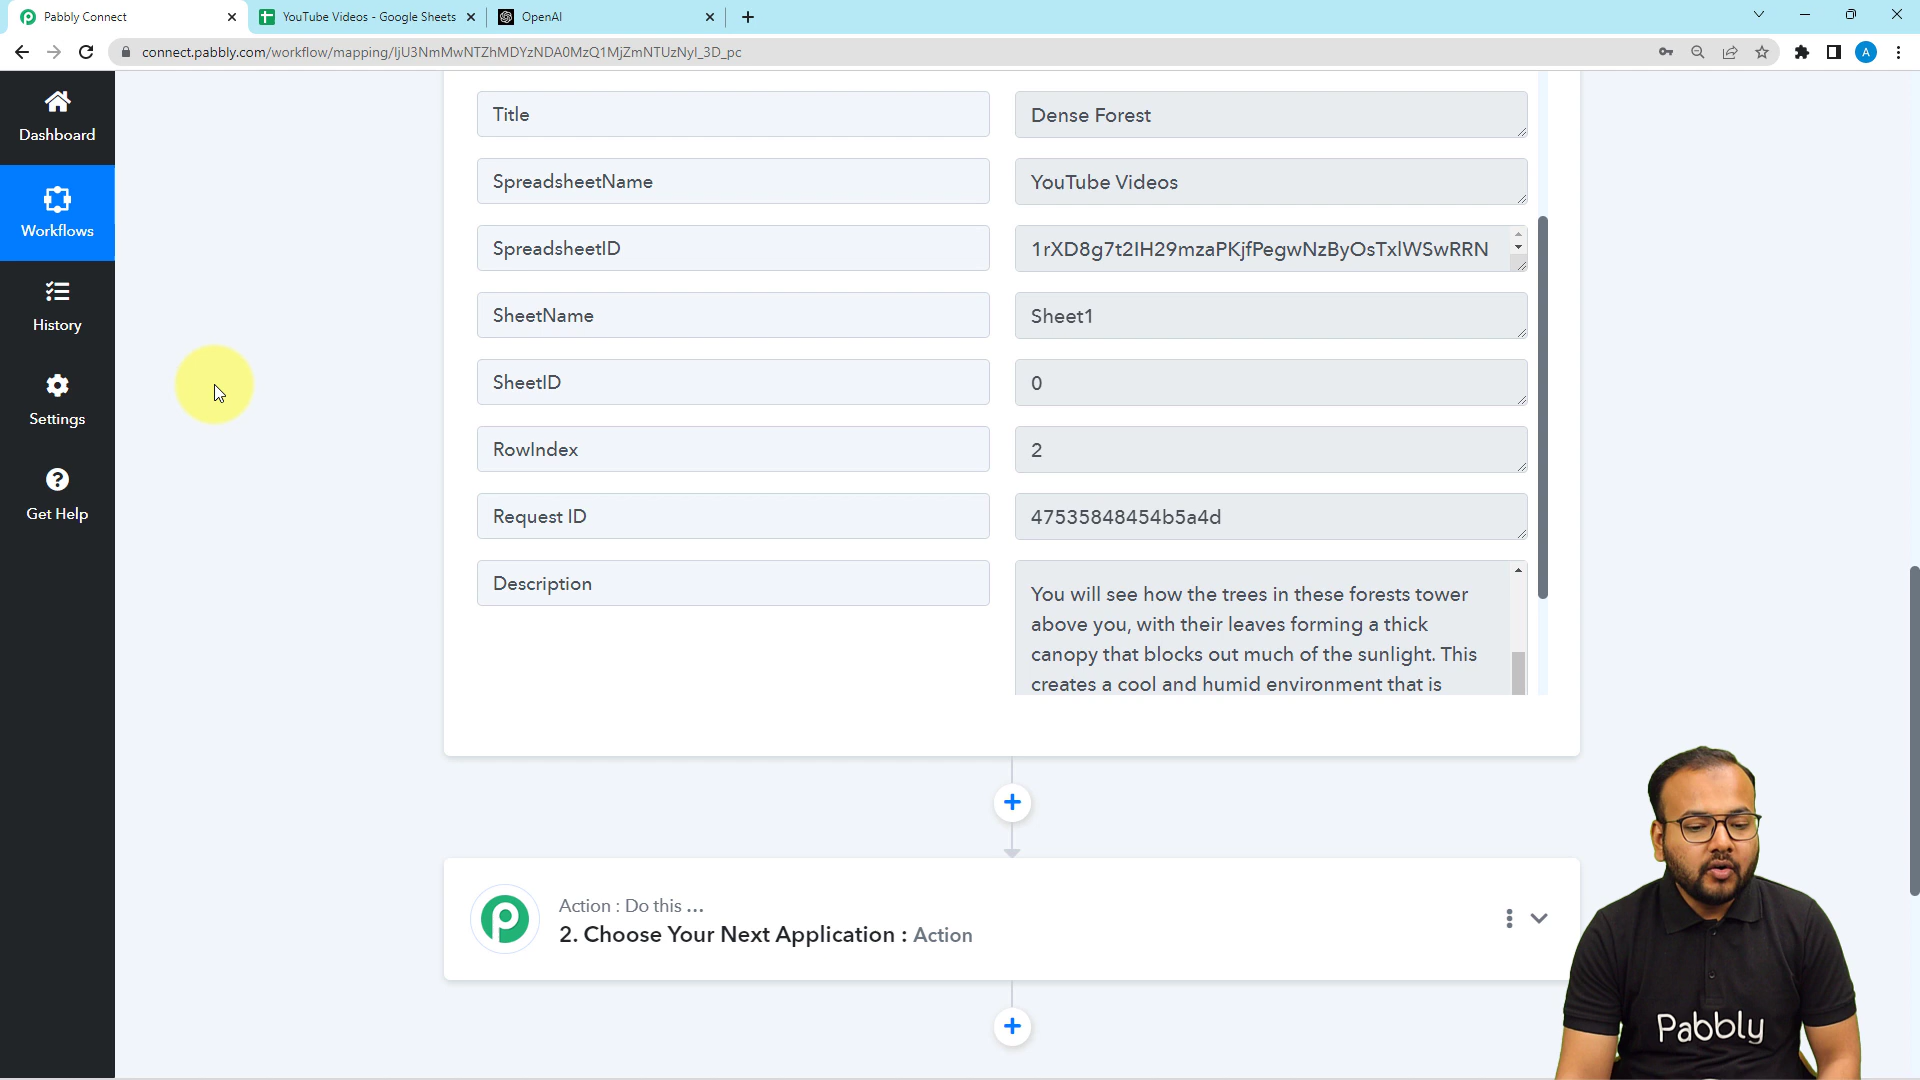 Pabbly Connect
YouTube Videos - Google Sheets
OpenAI
connect.pabbly.com/workflow/mapping/IjU3NmMwNTZhMDYzNDA0MzQ1MjZmNTUzNyI_3D_pc
A
Dashboard
Workflows
History
Settings
Get Help
Title
Dense Forest
SpreadsheetName
YouTube Videos
SpreadsheetID
1rXD8g7t2IH29mzaPKjfPegwNzByOsTxlWSwRRN
SheetName
Sheet1
SheetID
0
RowIndex
2
Request ID
47535848454b5a4d
Description
You will see how the trees in these forests tower
above you, with their leaves forming a thick
canopy that blocks out much of the sunlight. This
creates a cool and humid environment that is
Action : Do this ...
2. Choose Your Next Application : Action
Pabbly